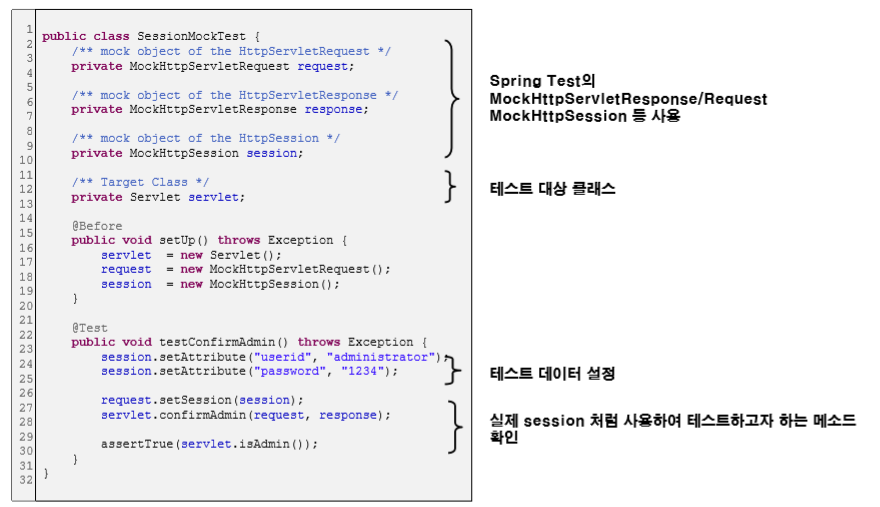 1
2 public class SessionMockTest {
3 /** mock object of the HttpServletRequest */
4 private MockHttpServletRequest request;
5
6 /** mock object of the HttpServletResponse */
7 private MockHttpServletResponse response;
8
9 /** mock object of the HttpSession */
10 private MockHttpSession session;
11
12 /** Target Class */
13 private Servlet servlet;
14
15 @Before
16 public void setUp() throws Exception {
17 servlet = new Servlet();
18 request = new MockHttpServletRequest();
19 session = new MockHttpSession();
20 }
21
22 @Test
23 public void testConfirmAdmin() throws Exception {
24 session.setAttribute("userid", "administrator");
25 session.setAttribute("password", "1234");
26
27 request.setSession(session);
28 servlet.confirmAdmin(request, response);
29
30 assertTrue(servlet.isAdmin());
31 }
32 }
Spring Test의
MockHttpServletResponse/Request
MockHttpSession 등 사용
테스트 대상 클래스
테스트 데이터 설정
실제 session 처럼 사용하여 테스트하고자 하는 메소드
확인